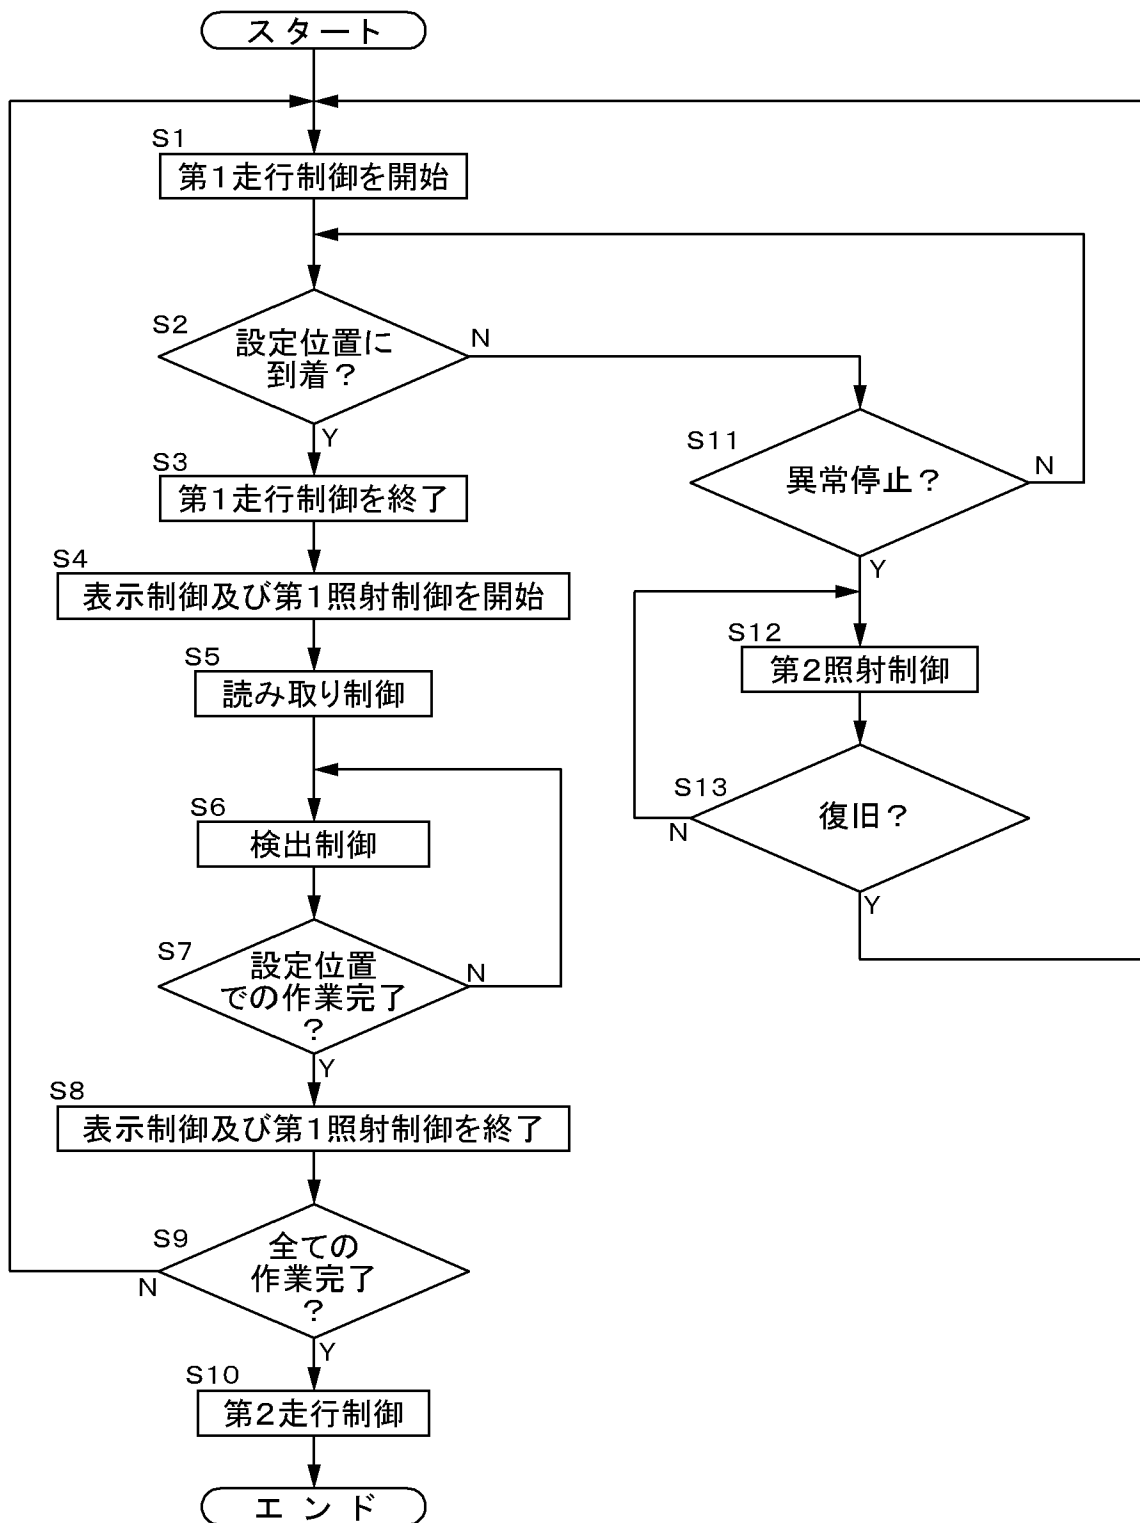 スタート
S1
第1走行制御を開始
S2
設定位置に
到着?
N
Y
S3
第1走行制御を終了
S4
表示制御及び第1照射制御を開始
S5
読み取り制御
S6
検出制御
S7
設定位置
での作業完了
?
N
Y
S8
表示制御及び第1照射制御を終了
S9
全ての
作業完了
?
N
Y
S10
第2走行制御
エンド
S11
異常停止?
N
Y
S12
第2照射制御
S13
復旧?
N
Y